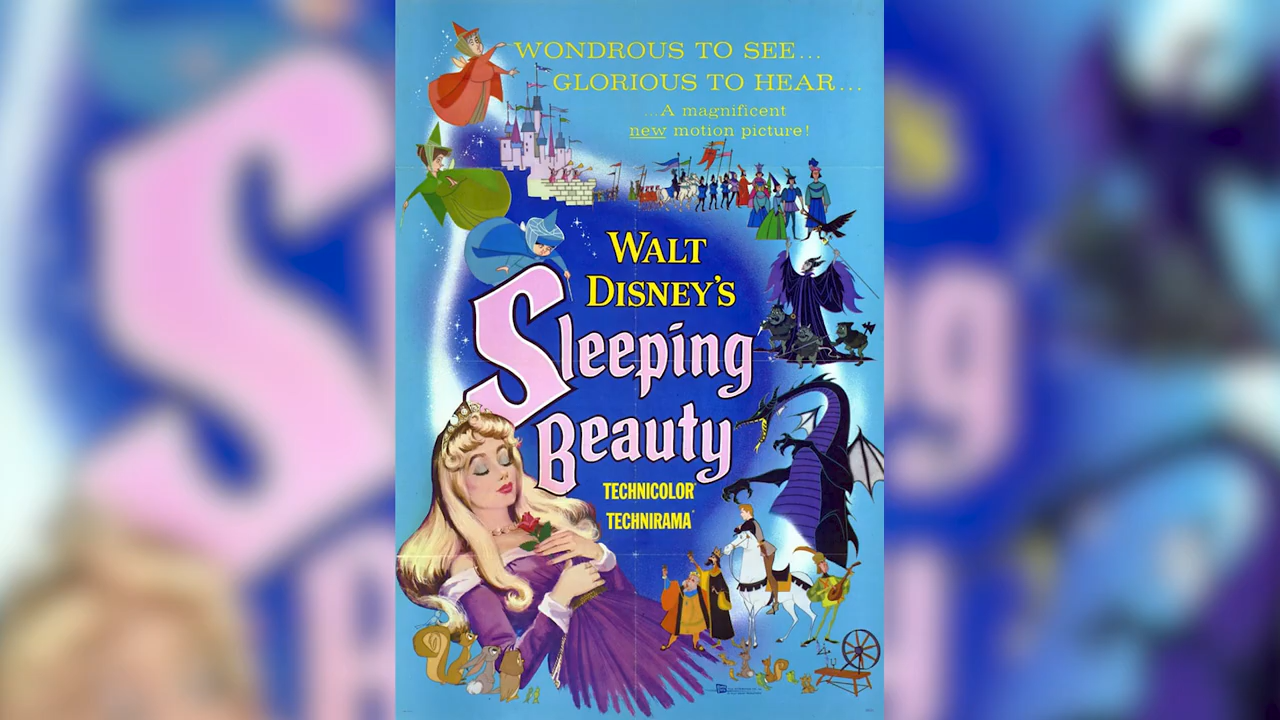 WONDROUS TO SEE...
GLORIOUS TO HEAR...
...A magnificent
new motion picture!
WALT
DISNEY'S
Sleeping
Beauty
TECHNICOLOR®
TECHNIRAMA®